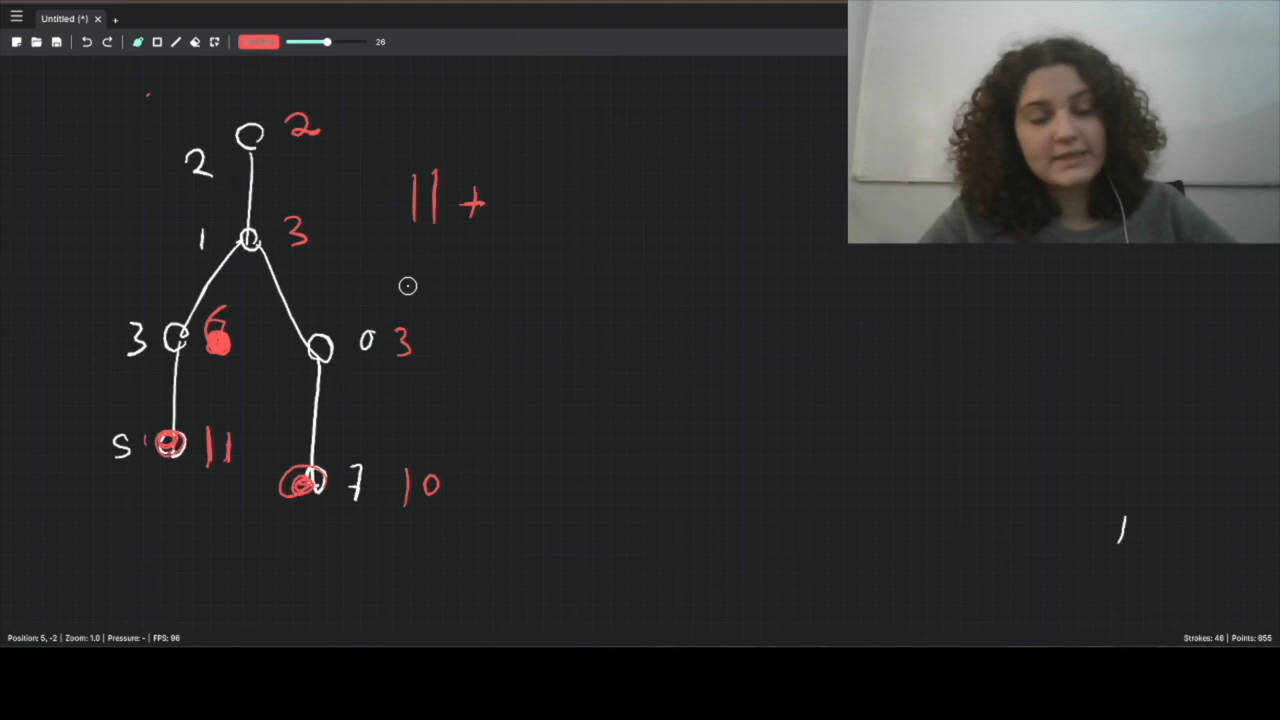 Untitled (*) × +
26
2
2
11 +
1 3
3 6 0 3
5 11
7 10
1
Position: 5, -2 | Zoom: 1.0 | Pressure: - | FPS: 96
Strokes: 46 | Points: 655